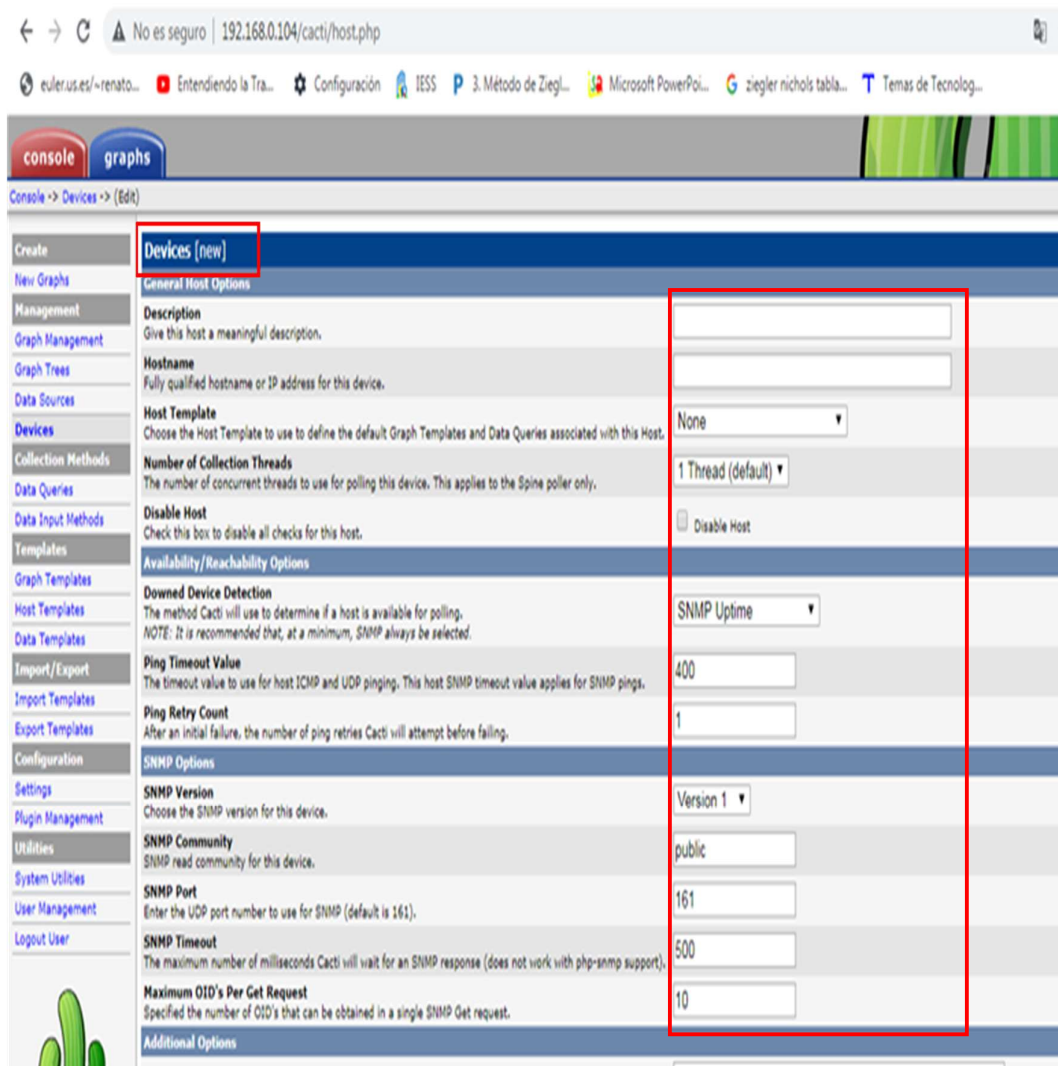 No es seguro | 192.168.0.104/cacti/host.php
euler.us.es/~renato... Entendiendo la Tra... Configuración IESS 3. Método de Ziegl... Microsoft PowerPoi... ziegler nichols tabla... Temas de Tecnolog...
console graphs
Console -> Devices -> (Edit)
Create
New Graphs
Management
Graph Management
Graph Trees
Data Sources
Devices
Collection Methods
Data Queries
Data Input Methods
Templates
Graph Templates
Host Templates
Data Templates
Import/Export
Import Templates
Export Templates
Configuration
Settings
Plugin Management
Utilities
System Utilities
User Management
Logout User
Devices [new]
General Host Options
Description
Give this host a meaningful description.
Hostname
Fully qualified hostname or IP address for this device.
Host Template
Choose the Host Template to use to define the default Graph Templates and Data Queries associated with this Host.
None
Number of Collection Threads
The number of concurrent threads to use for polling this device. This applies to the Spine poller only.
1 Thread (default)
Disable Host
Check this box to disable all checks for this host.
Disable Host
Availability/Reachability Options
Downed Device Detection
The method Cacti will use to determine if a host is available for polling.
NOTE: It is recommended that, at a minimum, SNMP always be selected.
SNMP Uptime
Ping Timeout Value
The timeout value to use for host ICMP and UDP pinging. This host SNMP timeout value applies for SNMP pings.
400
Ping Retry Count
After an initial failure, the number of ping retries Cacti will attempt before failing.
1
SNMP Options
SNMP Version
Choose the SNMP version for this device.
Version 1
SNMP Community
SNMP read community for this device.
public
SNMP Port
Enter the UDP port number to use for SNMP (default is 161).
161
SNMP Timeout
The maximum number of milliseconds Cacti will wait for an SNMP response (does not work with php-snmp support).
500
Maximum OID's Per Get Request
Specified the number of OID's that can be obtained in a single SNMP Get request.
10
Additional Options